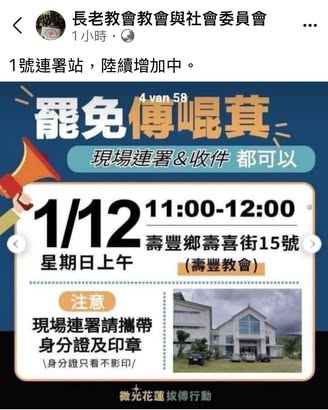 長老教會教會與社會委員會
1小時
1號連署站，陸續增加中。
4 van 58
罷免傅崐萁
現場連署&收件 都可以
1/12
星期日上午
11:00-12:00
壽豐鄉壽喜街15號
(壽豐教會)
注意
現場連署請攜帶
身分證及印章
\身分證只看不影印/
微光花蓮 拔傅行動